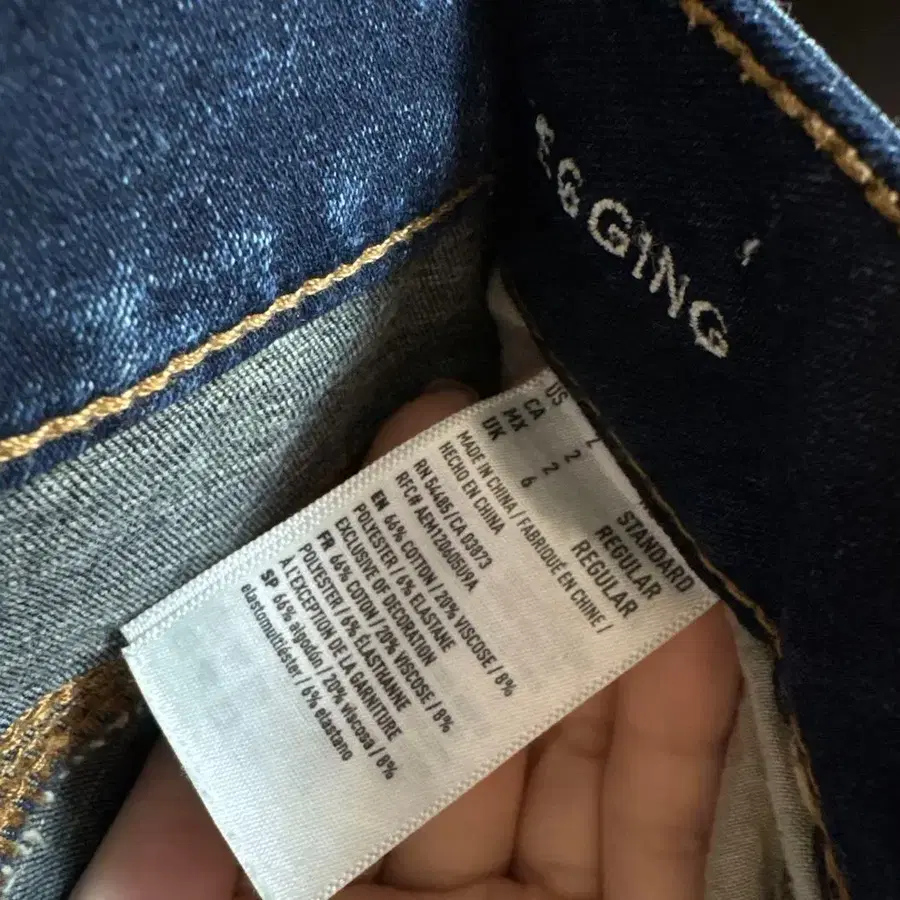 EGGING
US 2 STANDARD
CA 2 REGULAR
MX 2 REGULAR
UK 6
MADE IN CHINA / FABRIQUÉ EN CHINE /
HECHO EN CHINA
RN 54485 / CA 03873
RFC# AEM120605U9A
EN 66% COTTON / 20% VISCOSE / 8%
POLYESTER / 6% ELASTANE
EXCLUSIVE OF DECORATION
FR 66% COTON / 20% VISCOSE / 8%
POLYESTER / 6% ÉLASTHANNE
À L'EXCEPTION DE LA GARNITURE
SP 66% algodón / 20% viscosa / 8%
elastomuliéster / 6% elastano